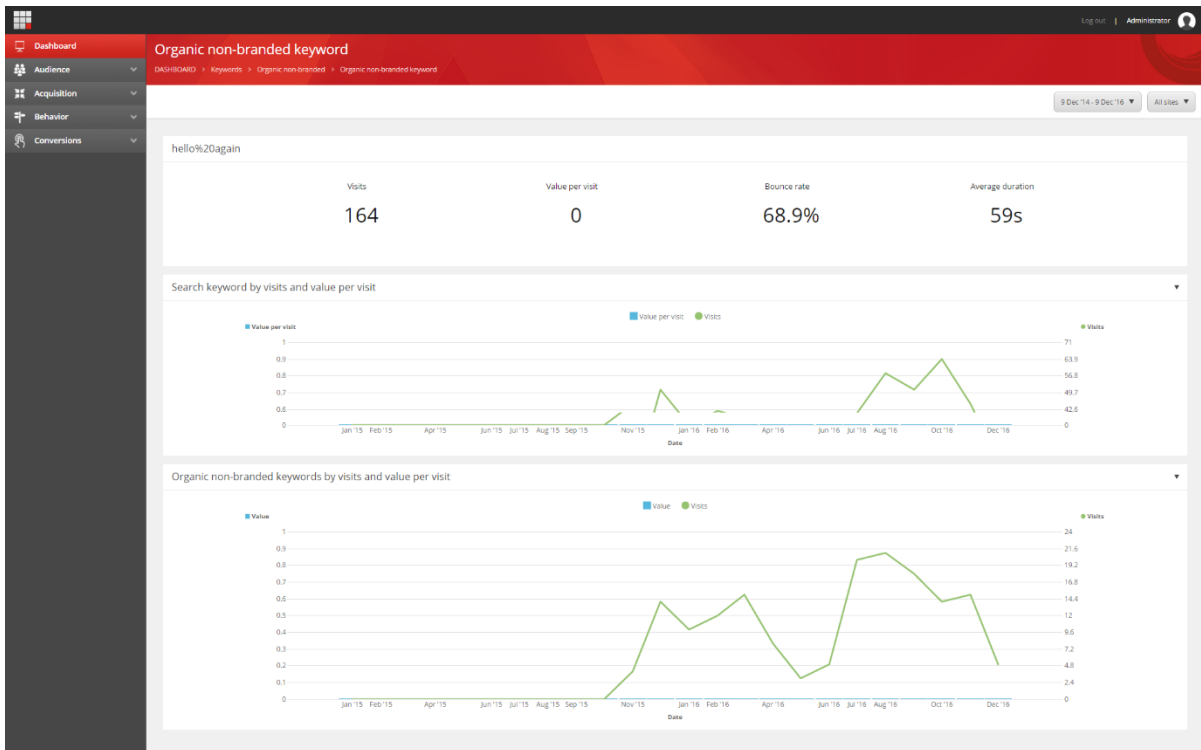 Log out | Administrator
Dashboard
Audience
Acquisition
Behavior
Conversions
Organic non-branded keyword
DASHBOARD > Keywords > Organic non-branded > Organic non-branded keyword
9 Dec '14 - 9 Dec '16 ▼ All sites ▼
hello%20again
Visits Value per visit Bounce rate Average duration
164 0 68.9% 59s
Search keyword by visits and value per visit
Value per visit Visits
Value per visit Visits
1 71
0.9 63.9
0.8 56.8
0.7 49.7
0.6 42.6
0 0
Jan '15 Feb '15 Apr '15 Jun '15 Jul '15 Aug '15 Sep '15 Nov '15 Jan '16 Feb '16 Apr '16 Jun '16 Jul '16 Aug '16 Oct '16 Dec '16
Date
Organic non-branded keywords by visits and value per visit
Value Visits
Value Visits
1 24
0.9 21.6
0.8 19.2
0.7 16.8
0.6 14.4
0.5 12
0.4 9.6
0.3 7.2
0.2 4.8
0.1 2.4
0 0
Jan '15 Feb '15 Apr '15 Jun '15 Jul '15 Aug '15 Sep '15 Nov '15 Jan '16 Feb '16 Apr '16 Jun '16 Jul '16 Aug '16 Oct '16 Dec '16
Date